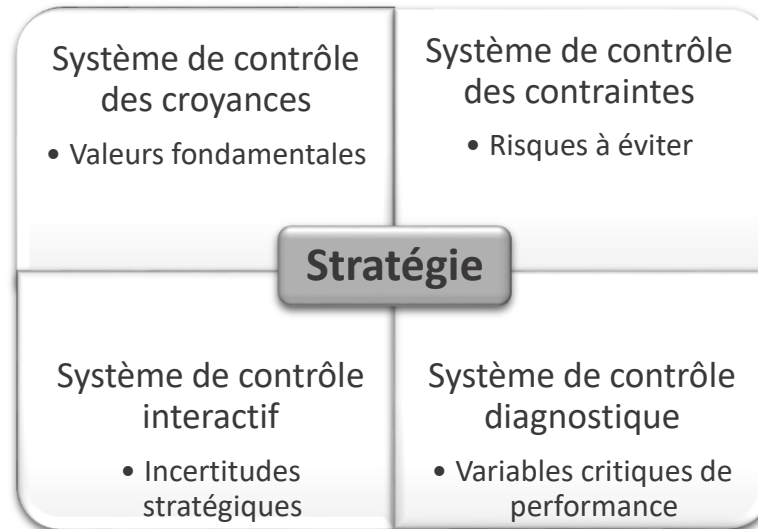 Système de contrôle
des croyances
• Valeurs fondamentales
Système de contrôle
des contraintes
• Risques à éviter
Stratégie
Système de contrôle
interactif
• Incertitudes
stratégiques
Système de contrôle
diagnostique
• Variables critiques de
performance